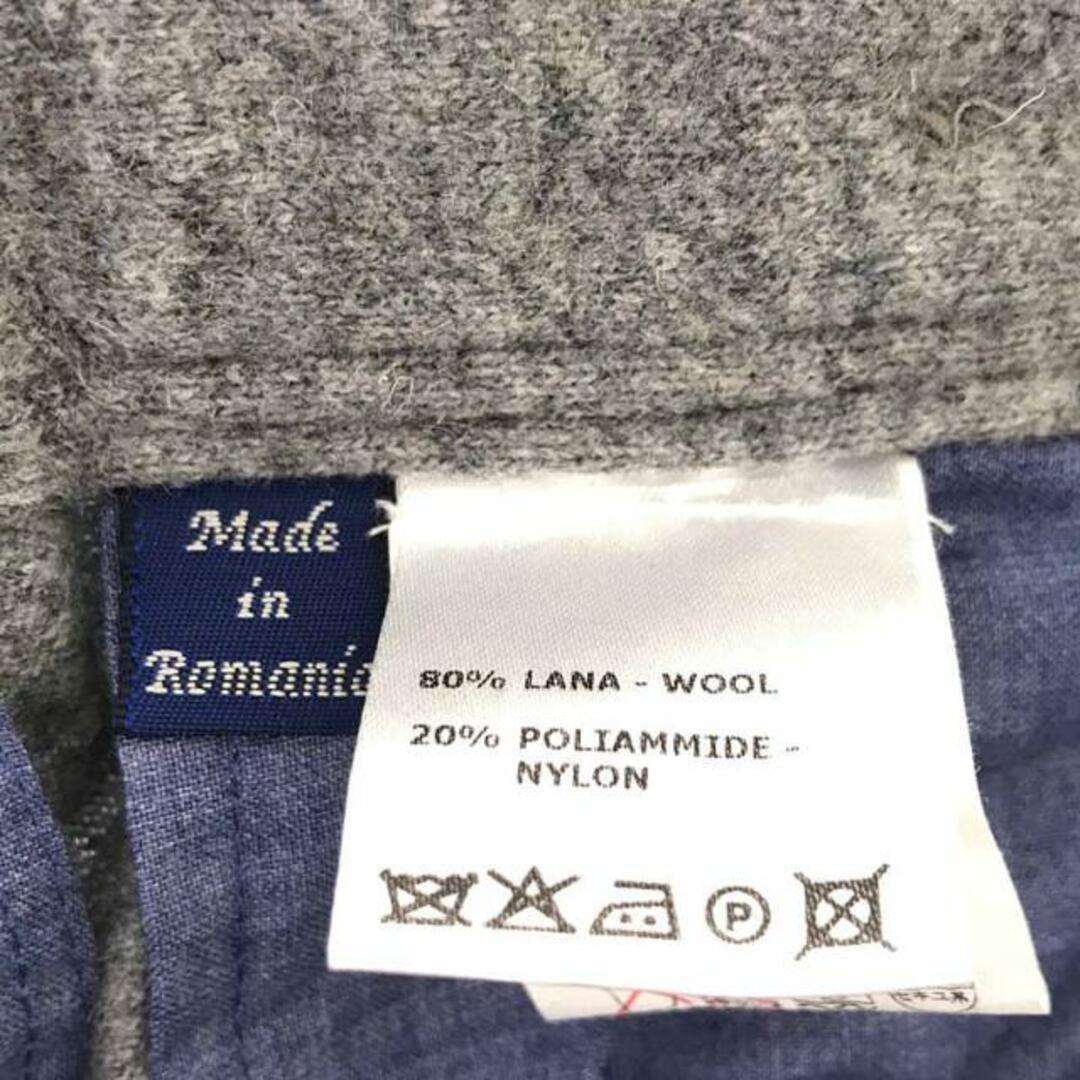 Made
in
Romania
80% LANA - WOOL
20% POLIAMMIDE -
NYLON
P